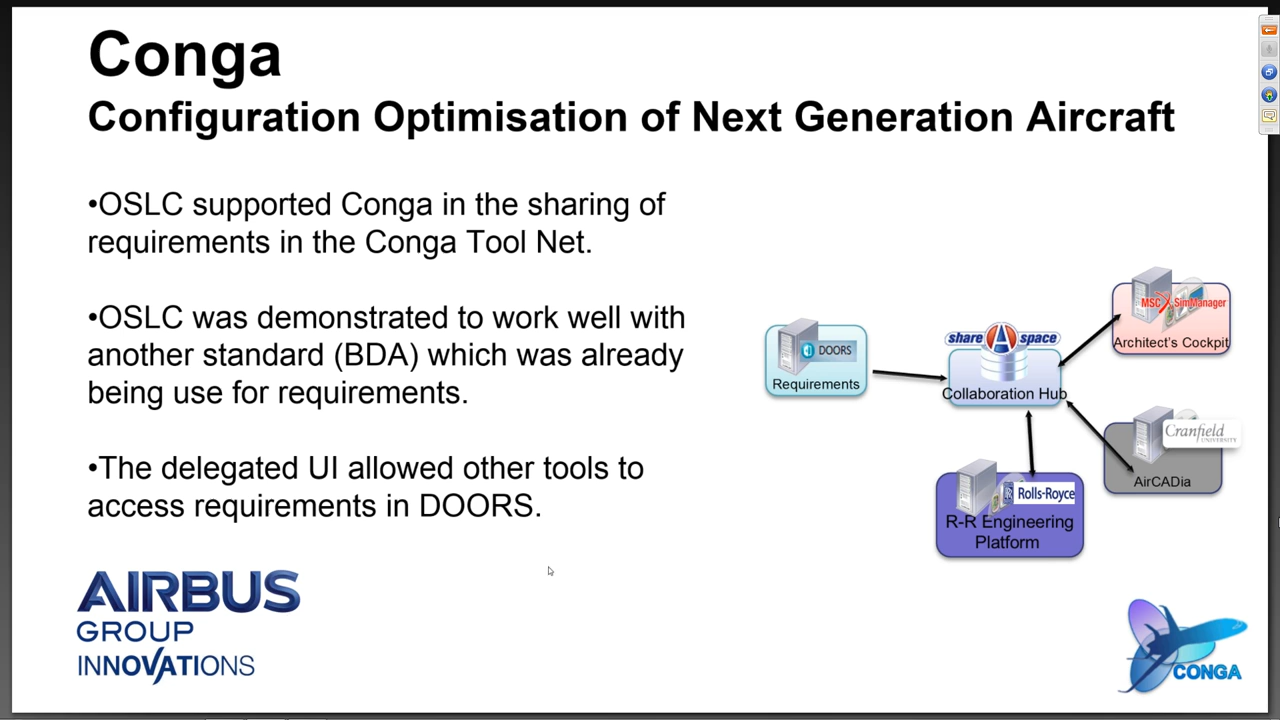 Conga
Configuration Optimisation of Next Generation Aircraft
•OSLC supported Conga in the sharing of
requirements in the Conga Tool Net.
•OSLC was demonstrated to work well with
another standard (BDA) which was already
being use for requirements.
•The delegated UI allowed other tools to
access requirements in DOORS.
DOORS
Requirements
share A space
Collaboration Hub
MSC SimManager
Architect's Cockpit
Cranfield
UNIVERSITY
AirCADia
Rolls-Royce
R-R Engineering
Platform
AIRBUS
GROUP
INNOVATIONS
CONGA